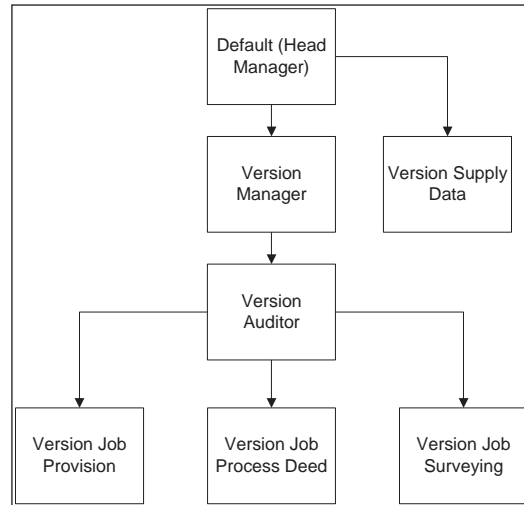 Default (Head
Manager)
Version
Manager
Version Supply
Data
Version
Auditor
Version Job
Provision
Version Job
Process Deed
Version Job
Surveying